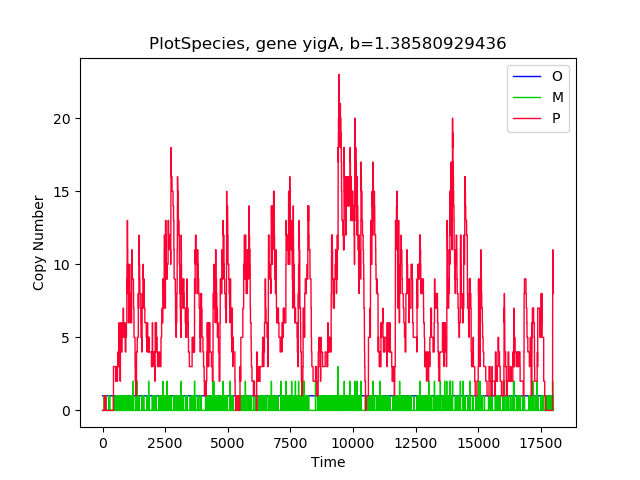 PlotSpecies, gene yigA, b=1.38580929436
O
M
P
Copy Number
20
15
10
5
0
0 2500 5000 7500 10000 12500 15000 17500
Time